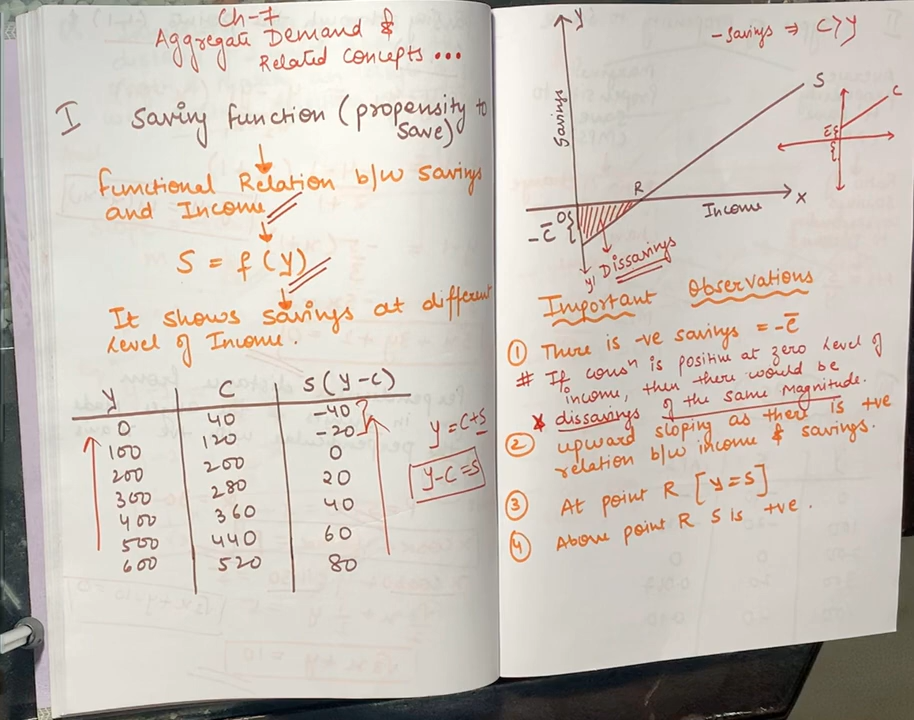 Ch-7
Aggregate Demand &
Related concepts ...
I Saving function (propensity to
Save)
functional Relation b/w savings
and Income
S = f (Y)
It shows savings at different
level of Income.
Y C S (Y-C)
0 40 -40
100 120 -20
200 200 0
300 280 20
400 360 40
500 440 60
600 520 80
Y = C+S
Y-C=S
Y
- savings ⇒ C>Y
Savings
S
C
C̅
R
O
Income X
-C̅
Y'
Dissavings
Important Observations
① There is -ve savings = -C̅
# If consⁿ is positive at zero level of
income, then there would be
* dissavings of the same Magnitude.
② upward sloping as there is +ve
relation b/w income & savings.
③ At point R [Y=S]
④ Above point R S is +ve.